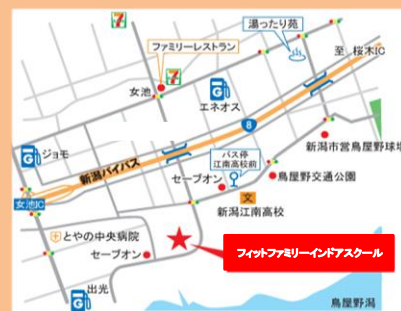 湯ったり苑
ファミリーレストラン
至 桜木IC
女池
エネオス
8
ジョモ
新潟バイパス
バス停
江南高校前
新潟市営鳥屋野球場
セーブオン
鳥屋野交通公園
女池IC
文
新潟江南高校
とやの中央病院
セーブオン
フィットファミリーインドアスクール
出光
鳥屋野潟